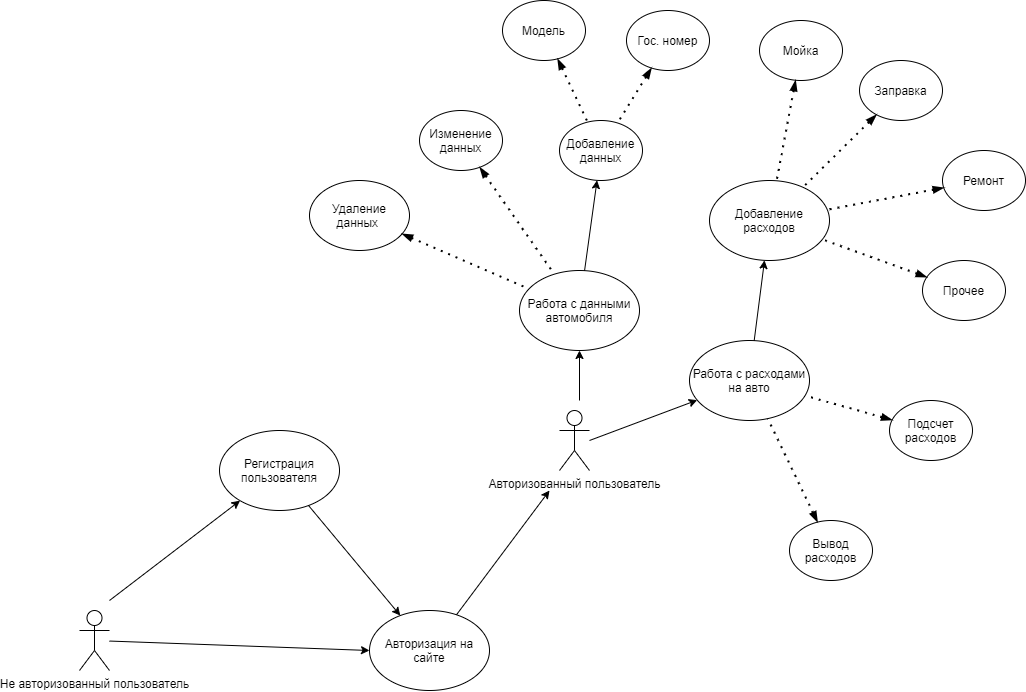 Модель
Гос. номер
Мойка
Заправка
Изменение
данных
Добавление
данных
Ремонт
Удаление
данных
Добавление
расходов
Прочее
Работа с данными
автомобиля
Работа с расходами
на авто
Подсчет
расходов
Регистрация
пользователя
Авторизованный пользователь
Вывод
расходов
Авторизация на
сайте
Не авторизованный пользователь